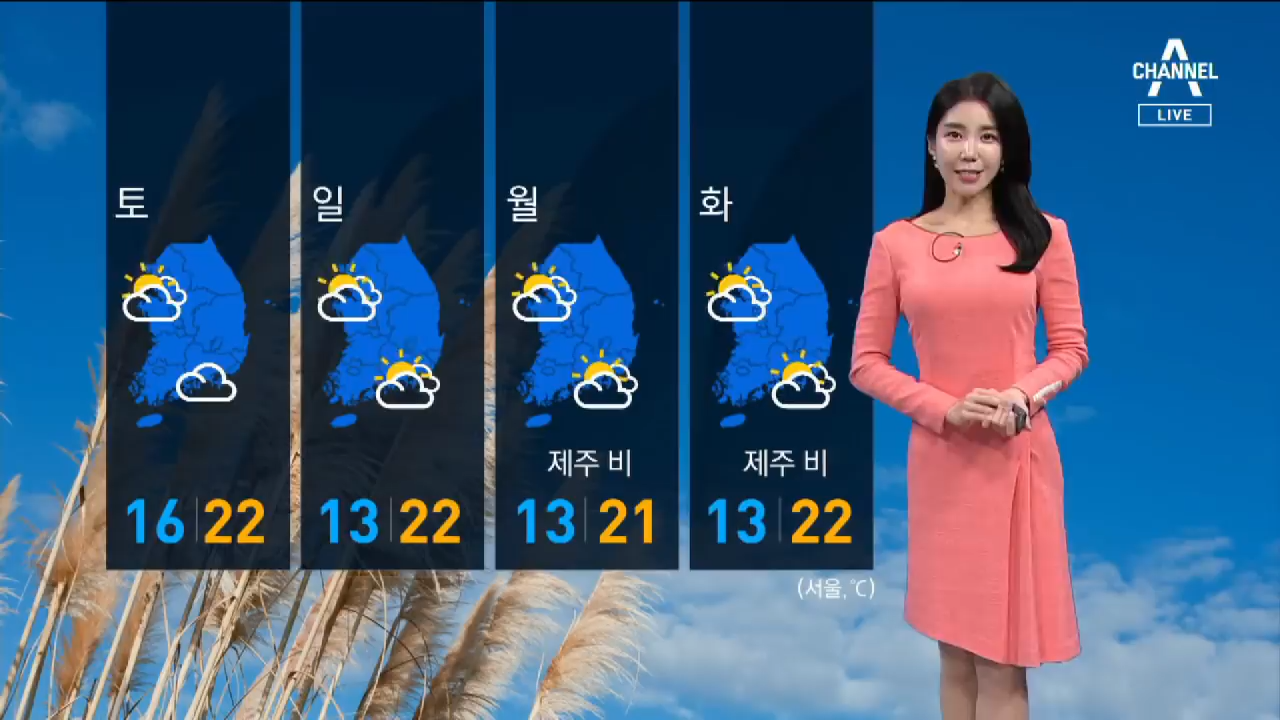 토
일
월
화
제주 비
제주 비
16 22
13 22
13 21
13 22
(서울, ℃)
A
CHANNEL
LIVE